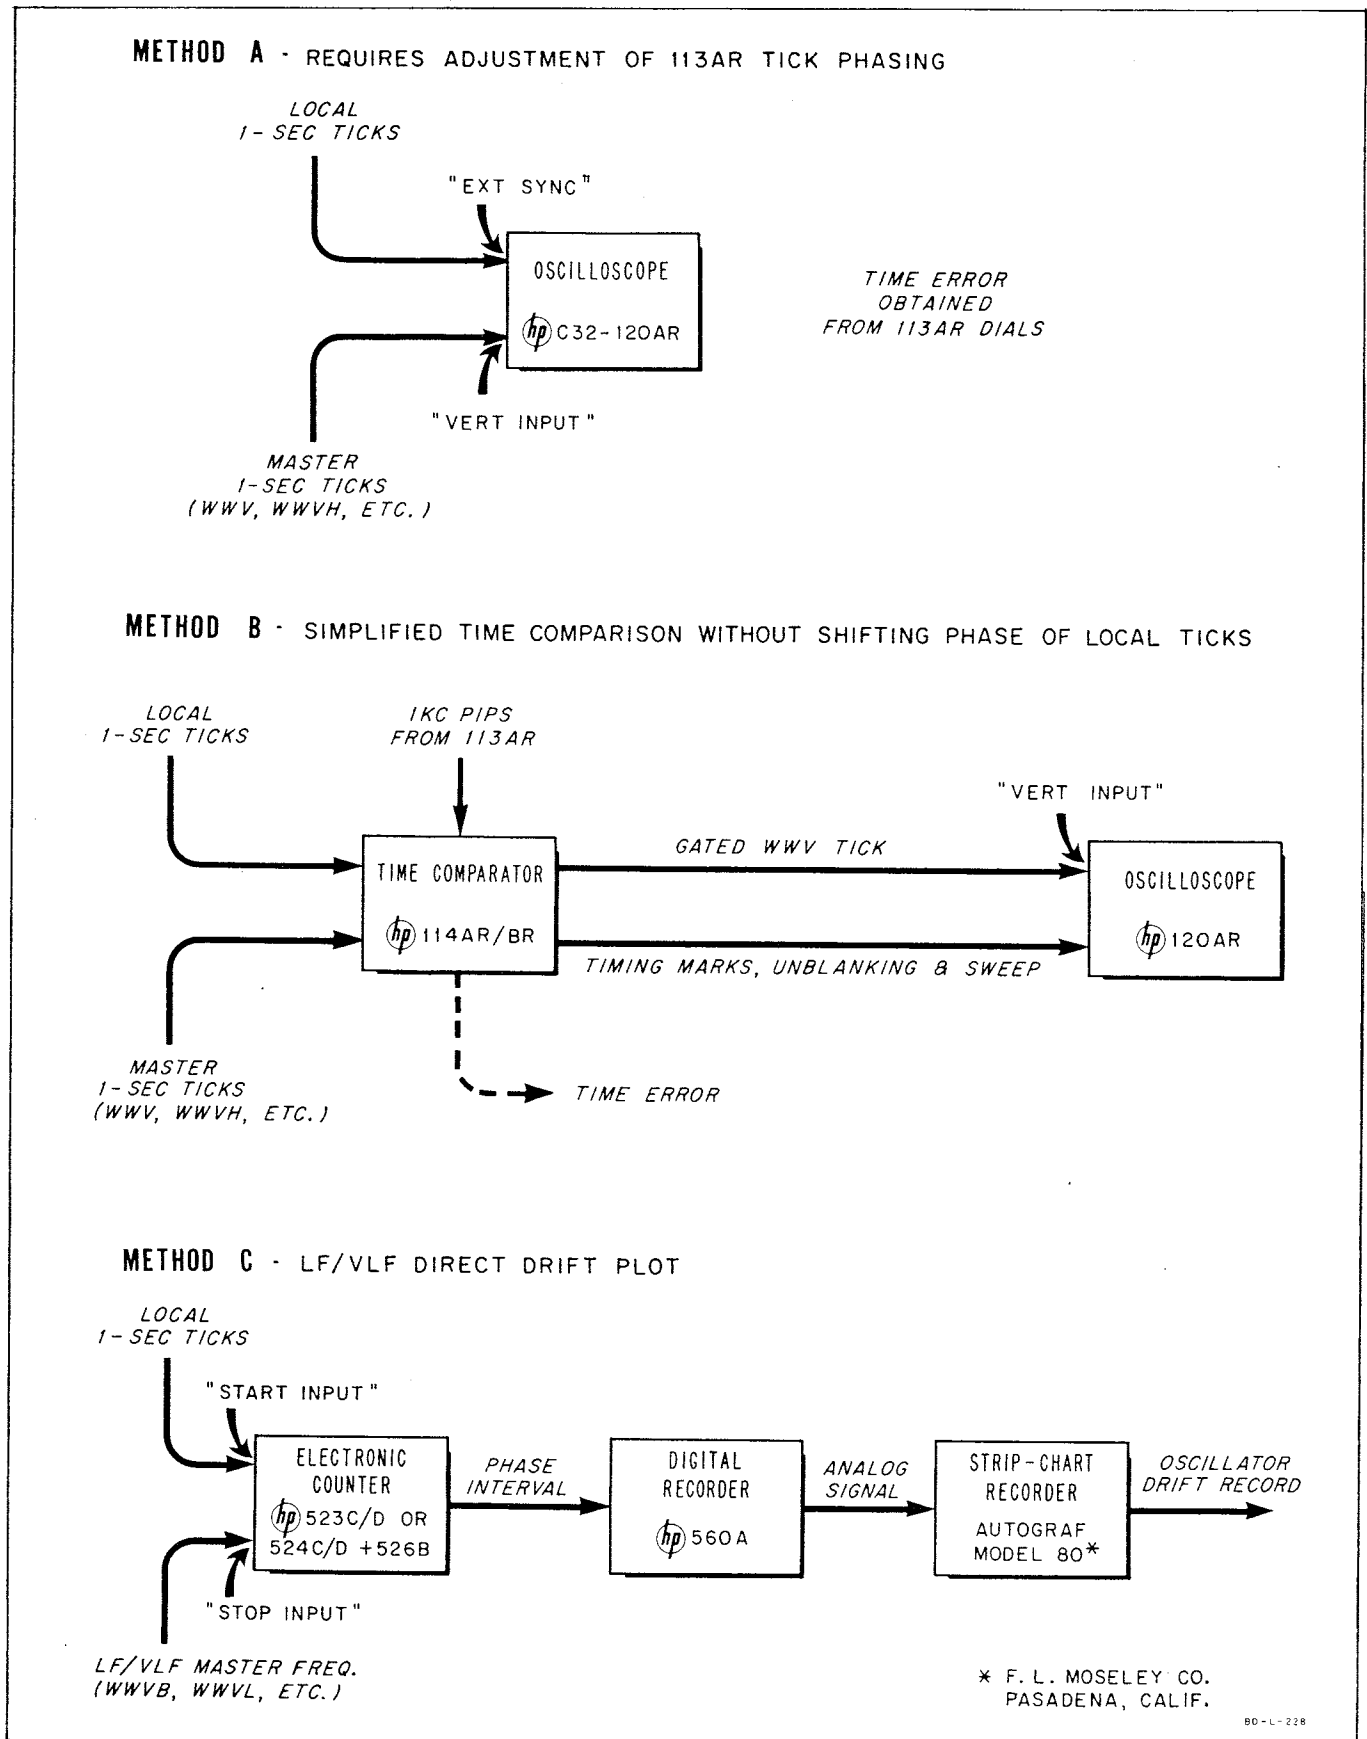 METHOD A - REQUIRES ADJUSTMENT OF 113AR TICK PHASING
LOCAL
1-SEC TICKS
"EXT SYNC"
OSCILLOSCOPE
hp C32-120AR
TIME ERROR
OBTAINED
FROM 113AR DIALS
"VERT INPUT"
MASTER
1-SEC TICKS
(WWV, WWVH, ETC.)
METHOD B - SIMPLIFIED TIME COMPARISON WITHOUT SHIFTING PHASE OF LOCAL TICKS
LOCAL
1-SEC TICKS
1KC PIPS
FROM 113AR
"VERT INPUT"
TIME COMPARATOR
hp 114AR/BR
GATED WWV TICK
TIMING MARKS, UNBLANKING & SWEEP
OSCILLOSCOPE
hp 120AR
TIME ERROR
MASTER
1-SEC TICKS
(WWV, WWVH, ETC.)
METHOD C - LF/VLF DIRECT DRIFT PLOT
LOCAL
1-SEC TICKS
"START INPUT"
ELECTRONIC
COUNTER
hp 523C/D OR
524C/D +526B
PHASE
INTERVAL
DIGITAL
RECORDER
hp 560A
ANALOG
SIGNAL
STRIP-CHART
RECORDER
AUTOGRAF
MODEL 80*
OSCILLATOR
DRIFT RECORD
"STOP INPUT"
LF/VLF MASTER FREQ.
(WWVB, WWVL, ETC.)
* F. L. MOSELEY CO.
PASADENA, CALIF.
BD-L-228